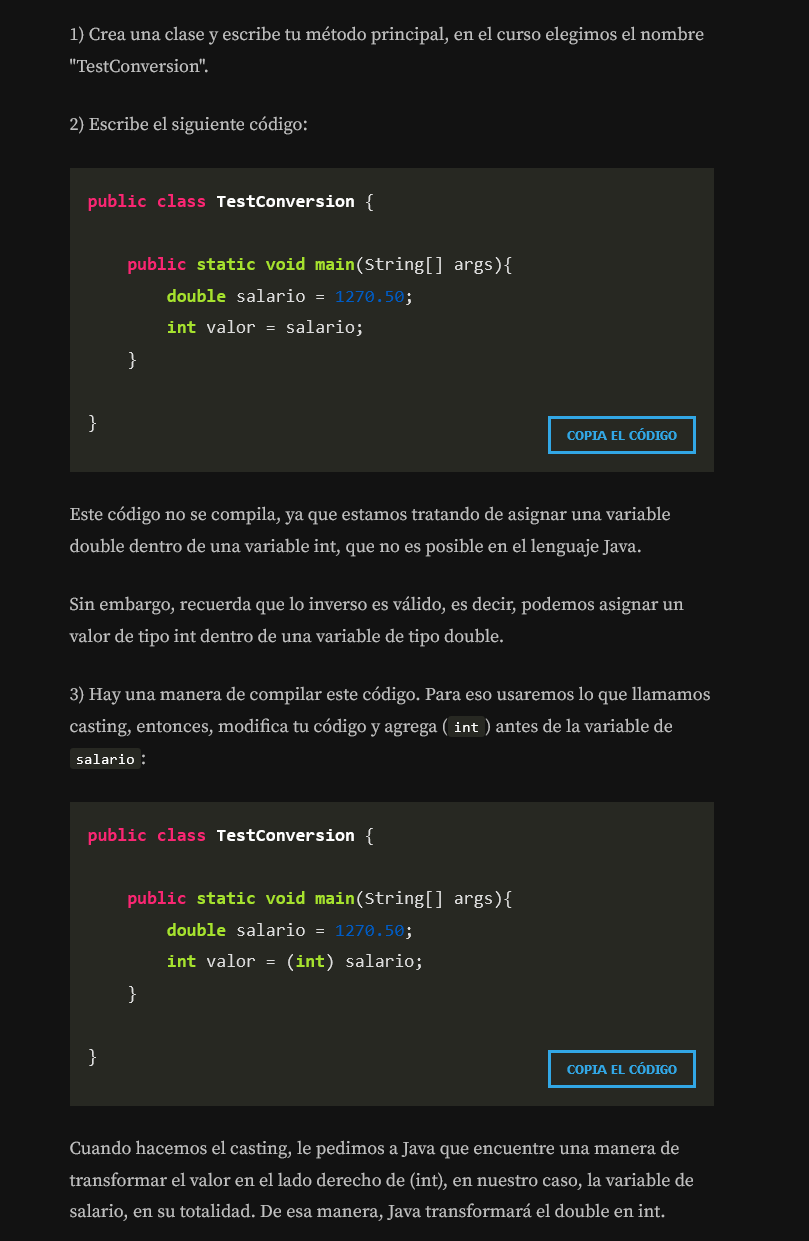 1) Crea una clase y escribe tu método principal, en el curso elegimos el nombre
"TestConversion".
2) Escribe el siguiente código:
public class TestConversion {
    public static void main(String[] args){
        double salario = 1270.50;
        int valor = salario;
    }
}
COPIA EL CÓDIGO
Este código no se compila, ya que estamos tratando de asignar una variable
double dentro de una variable int, que no es posible en el lenguaje Java.
Sin embargo, recuerda que lo inverso es válido, es decir, podemos asignar un
valor de tipo int dentro de una variable de tipo double.
3) Hay una manera de compilar este código. Para eso usaremos lo que llamamos
casting, entonces, modifica tu código y agrega ( int ) antes de la variable de
salario :
public class TestConversion {
    public static void main(String[] args){
        double salario = 1270.50;
        int valor = (int) salario;
    }
}
COPIA EL CÓDIGO
Cuando hacemos el casting, le pedimos a Java que encuentre una manera de
transformar el valor en el lado derecho de (int), en nuestro caso, la variable de
salario, en su totalidad. De esa manera, Java transformará el double en int.